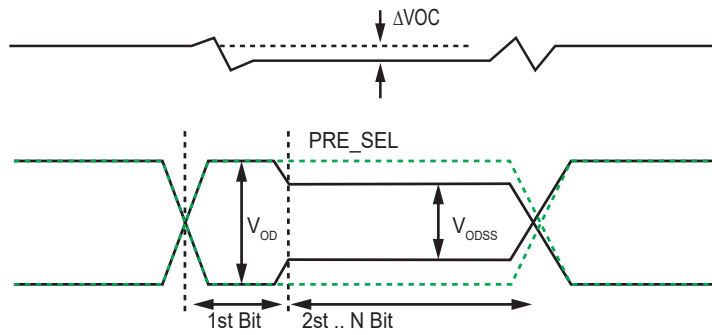 ΔVOC
PRE_SEL
VOD
VODSS
1st Bit
2st .. N Bit